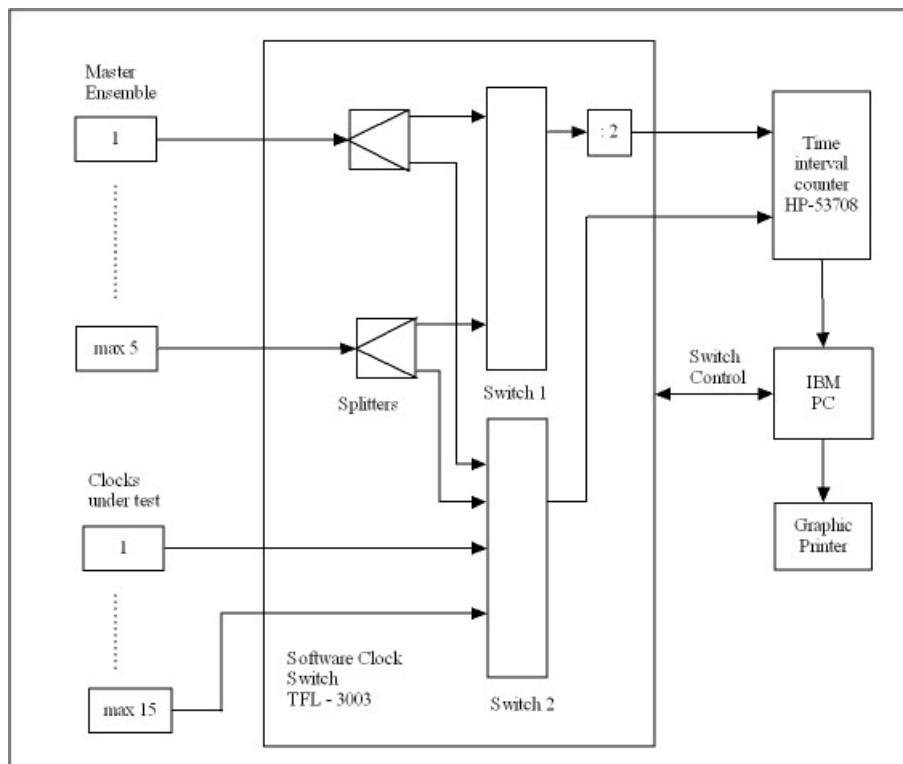 Master
Ensemble
1
max 5
Splitters
Clocks
under test
1
max 15
Software Clock
Switch
TFL - 3003
Switch 1
Switch 2
: 2
Time
interval
counter
HP-53708
Switch
Control
IBM
PC
Graphic
Printer